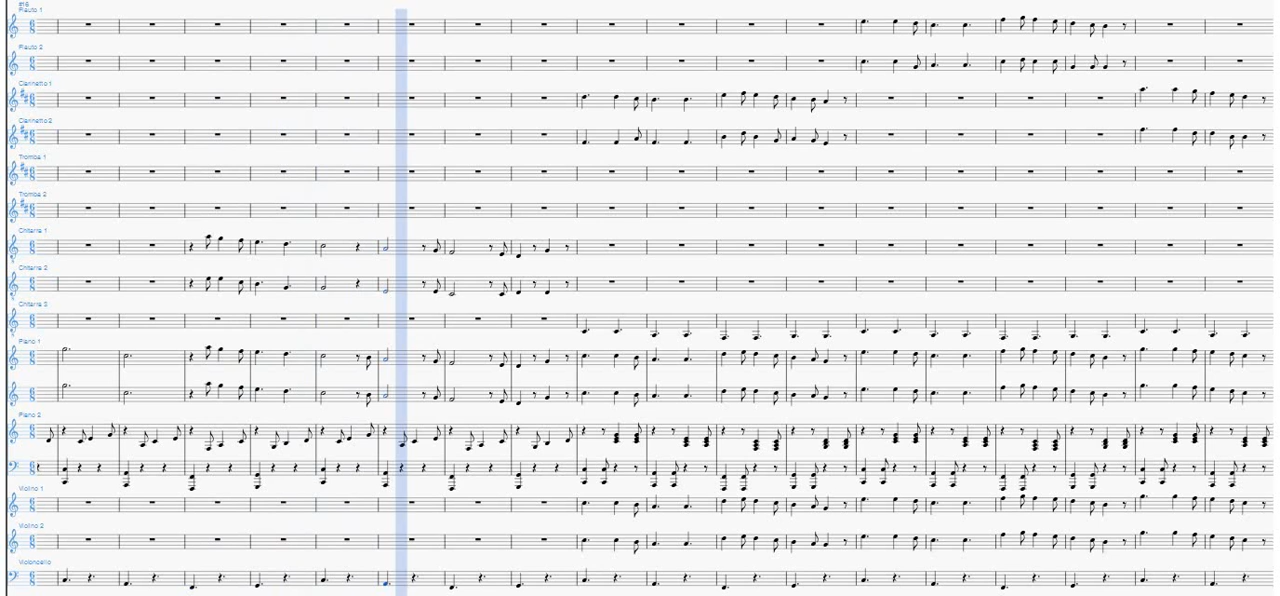 Flauto 1
Flauto 2
Clarinetto 1
Clarinetto 2
Tromba 1
Tromba 2
Chitarra 1
Chitarra 2
Chitarra 3
Piano 1
Piano 2
Violino 1
Violino 2
Violoncello